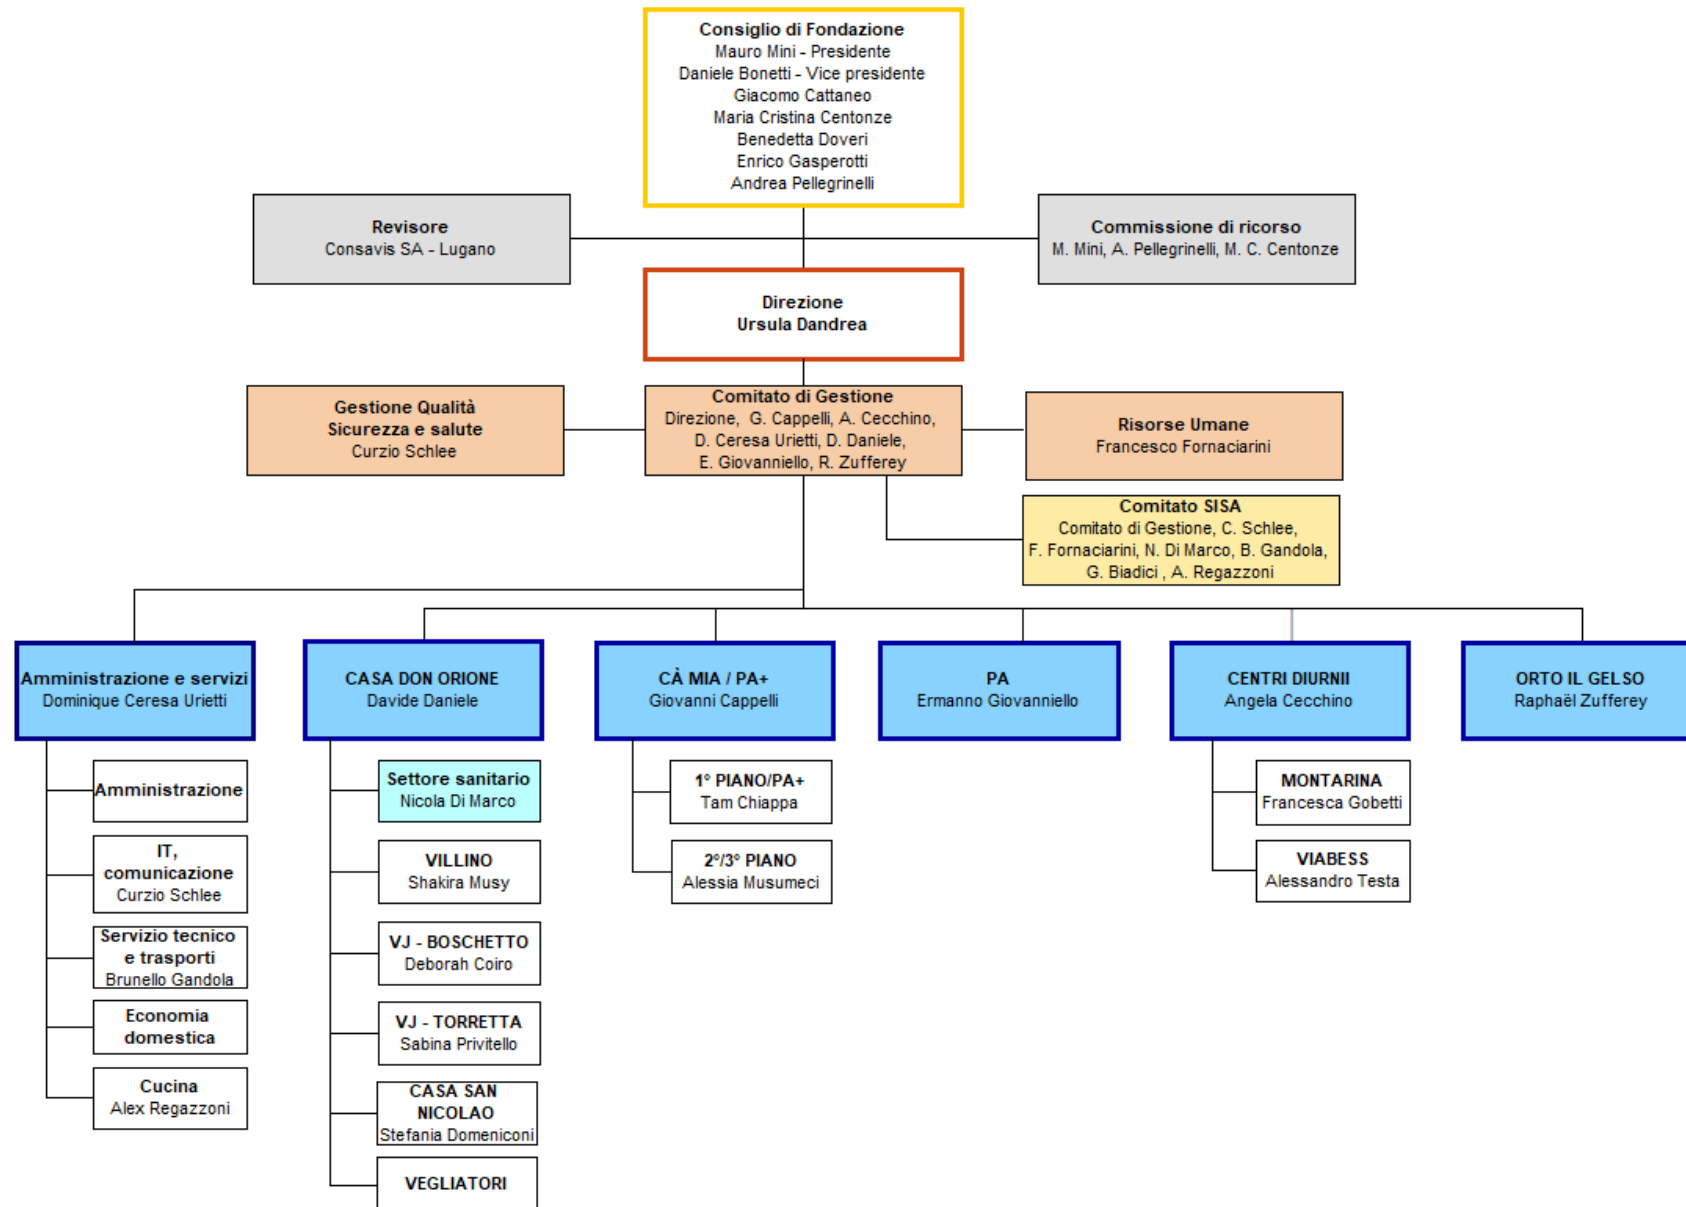 Consiglio di Fondazione
Mauro Mini - Presidente
Daniele Bonetti - Vice presidente
Giacomo Cattaneo
Maria Cristina Centonze
Benedetta Doveri
Enrico Gasperotti
Andrea Pellegrinelli
Revisore
Consavis SA - Lugano
Commissione di ricorso
M. Mini, A. Pellegrinelli, M. C. Centonze
Direzione
Ursula Dandrea
Gestione Qualità
Sicurezza e salute
Curzio Schlee
Comitato di Gestione
Direzione, G. Cappelli, A. Cecchino,
D. Ceresa Urietti, D. Daniele,
E. Giovanniello, R. Zufferey
Risorse Umane
Francesco Fornaciarini
Comitato SISA
Comitato di Gestione, C. Schlee,
F. Fornaciarini, N. Di Marco, B. Gandola,
G. Biadici , A. Regazzoni
Amministrazione e servizi
Dominique Ceresa Urietti
CASA DON ORIONE
Davide Daniele
CÀ MIA / PA+
Giovanni Cappelli
PA
Ermanno Giovanniello
CENTRI DIURNII
Angela Cecchino
ORTO IL GELSO
Raphaël Zufferey
Amministrazione
IT,
comunicazione
Curzio Schlee
Servizio tecnico
e trasporti
Brunello Gandola
Economia
domestica
Cucina
Alex Regazzoni
Settore sanitario
Nicola Di Marco
VILLINO
Shakira Musy
VJ - BOSCHETTO
Deborah Coiro
VJ - TORRETTA
Sabina Privitello
CASA SAN
NICOLAO
Stefania Domeniconi
VEGLIATORI
1º PIANO/PA+
Tam Chiappa
2º/3º PIANO
Alessia Musumeci
MONTARINA
Francesca Gobetti
VIABESS
Alessandro Testa